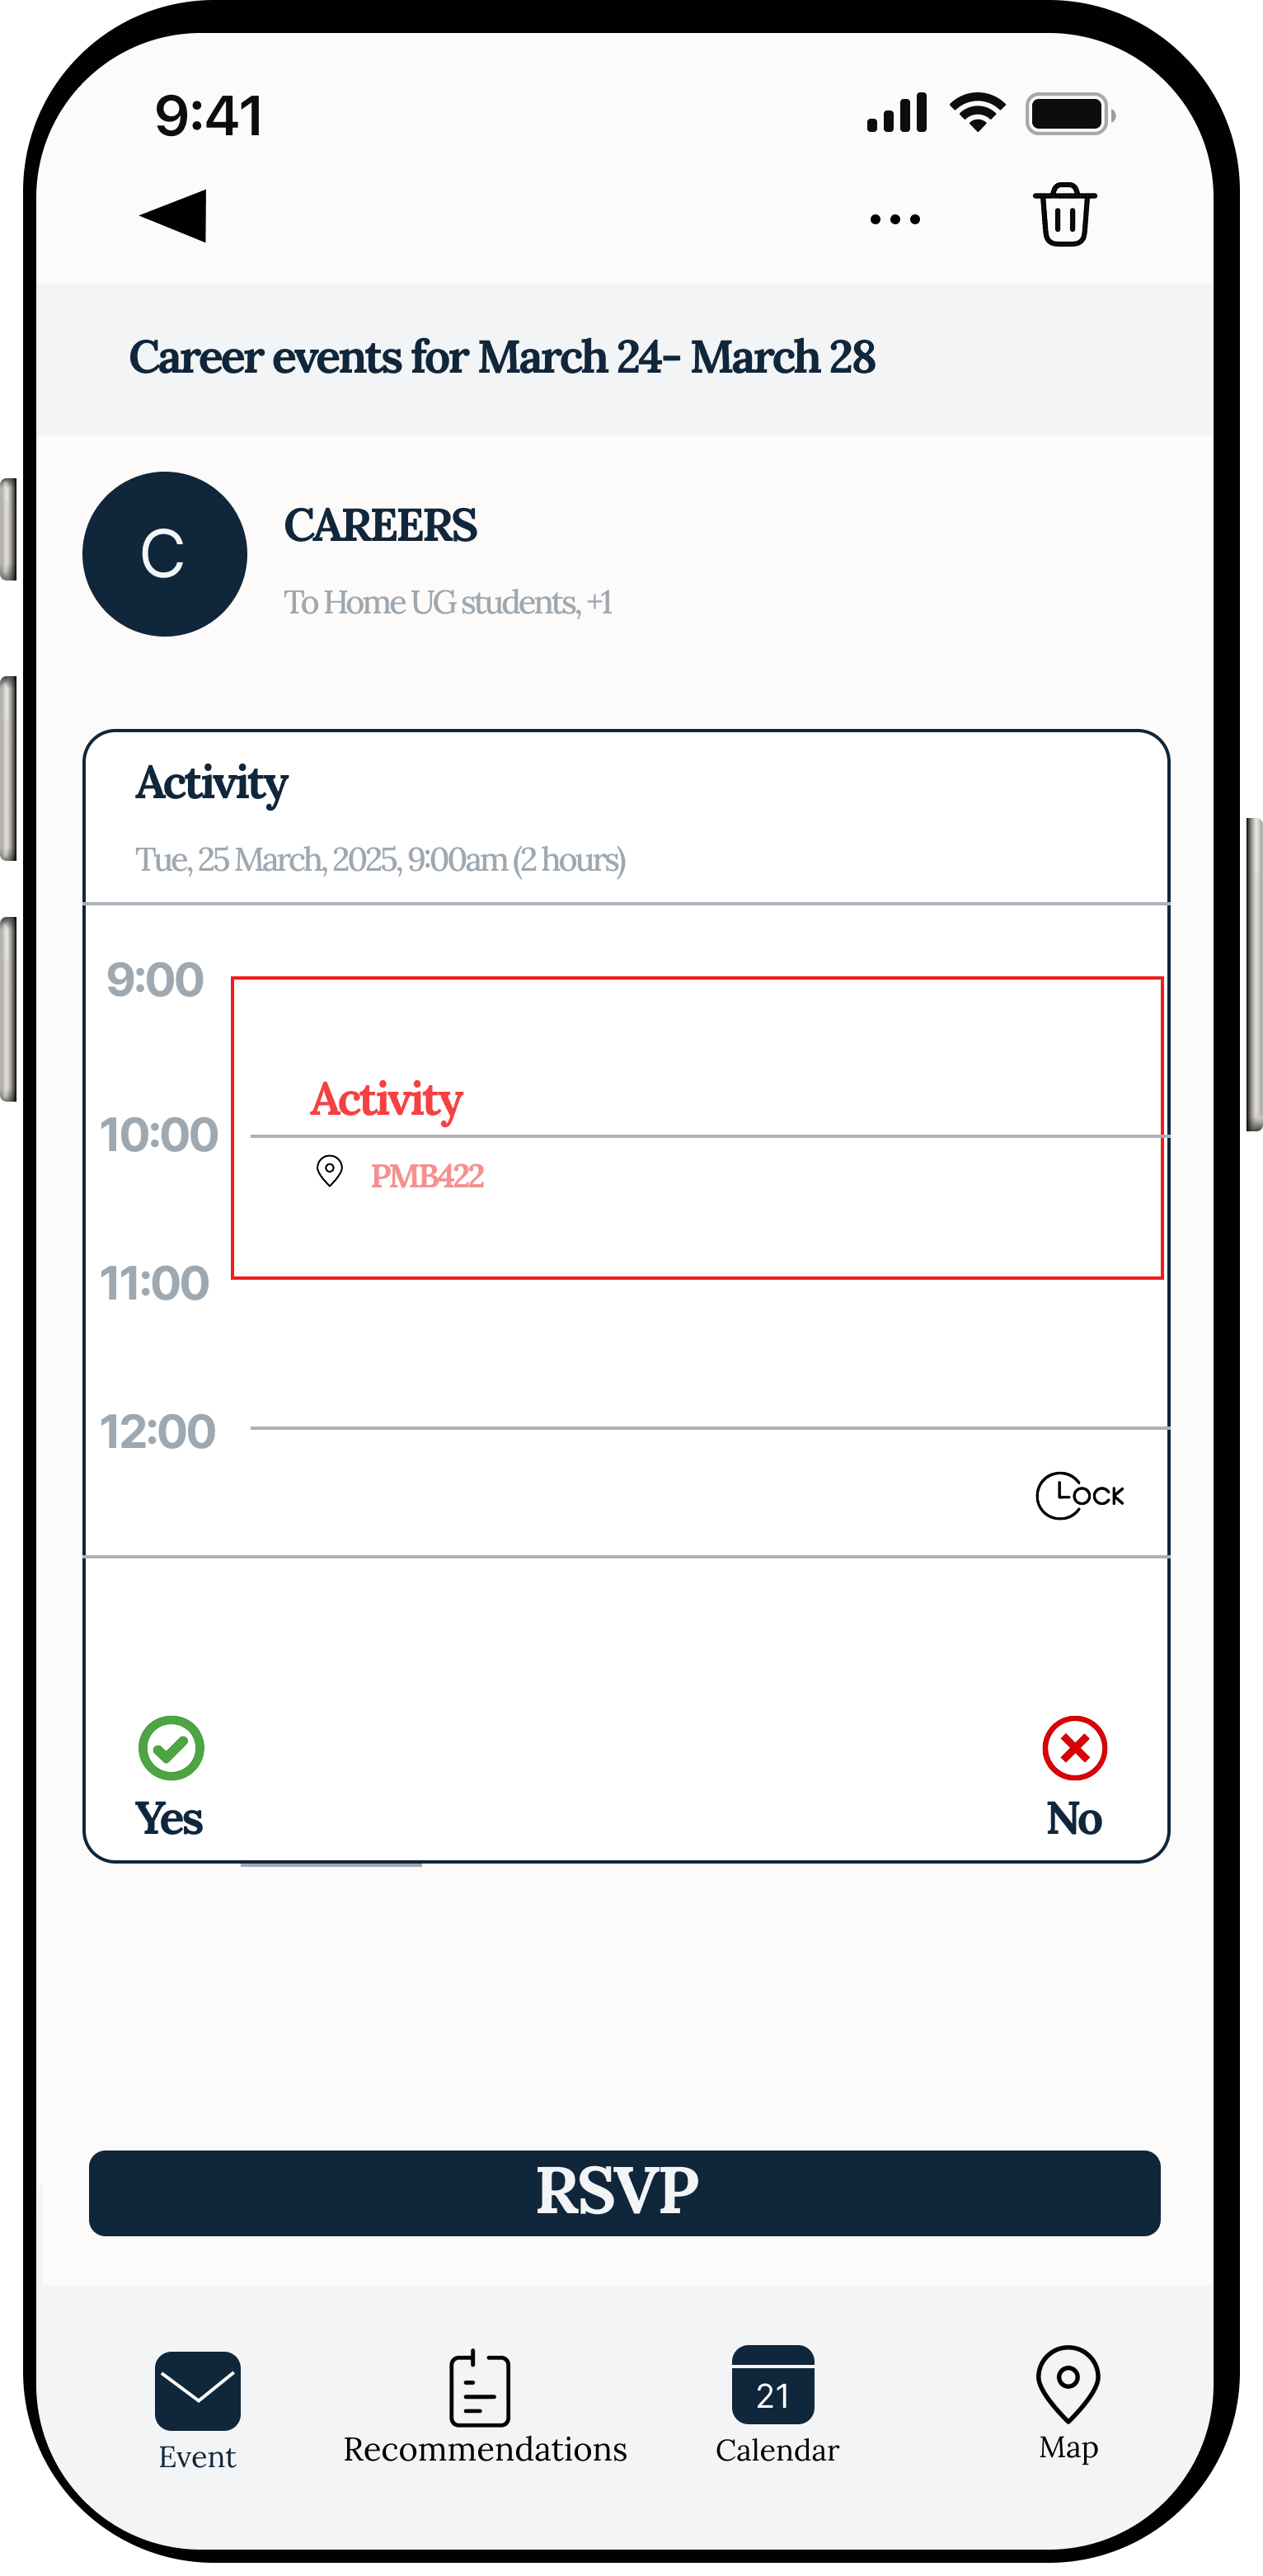 9:41
Career events for March 24- March 28
C
CAREERS
To Home UG students, +1
Activity
Tue, 25 March, 2025, 9:00am (2 hours)
9:00
Activity
10:00
PMB422
11:00
12:00
CLOCK
Yes
No
RSVP
21
Event
Recommendations
Calendar
Map